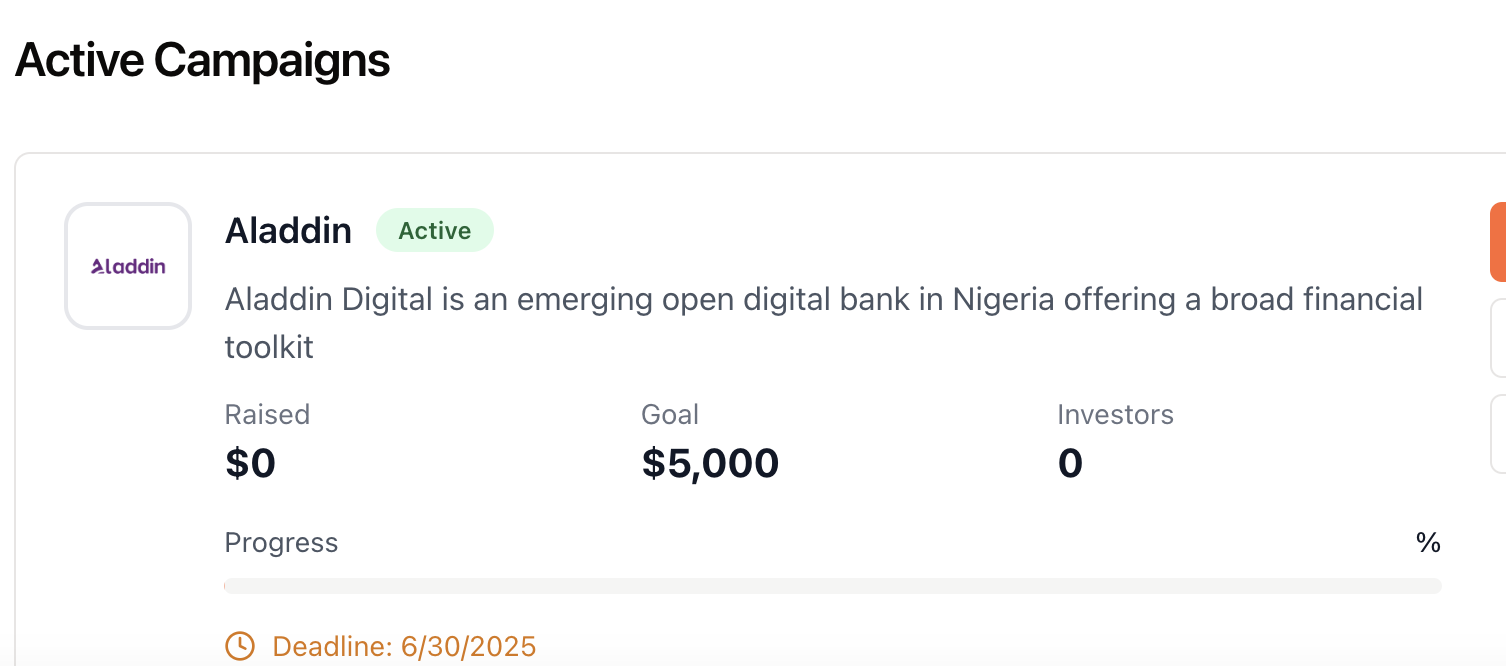 Active Campaigns
Aladdin
Aladdin Active
Aladdin Digital is an emerging open digital bank in Nigeria offering a broad financial
toolkit
Raised Goal Investors
$0 $5,000 0
Progress %
Deadline: 6/30/2025